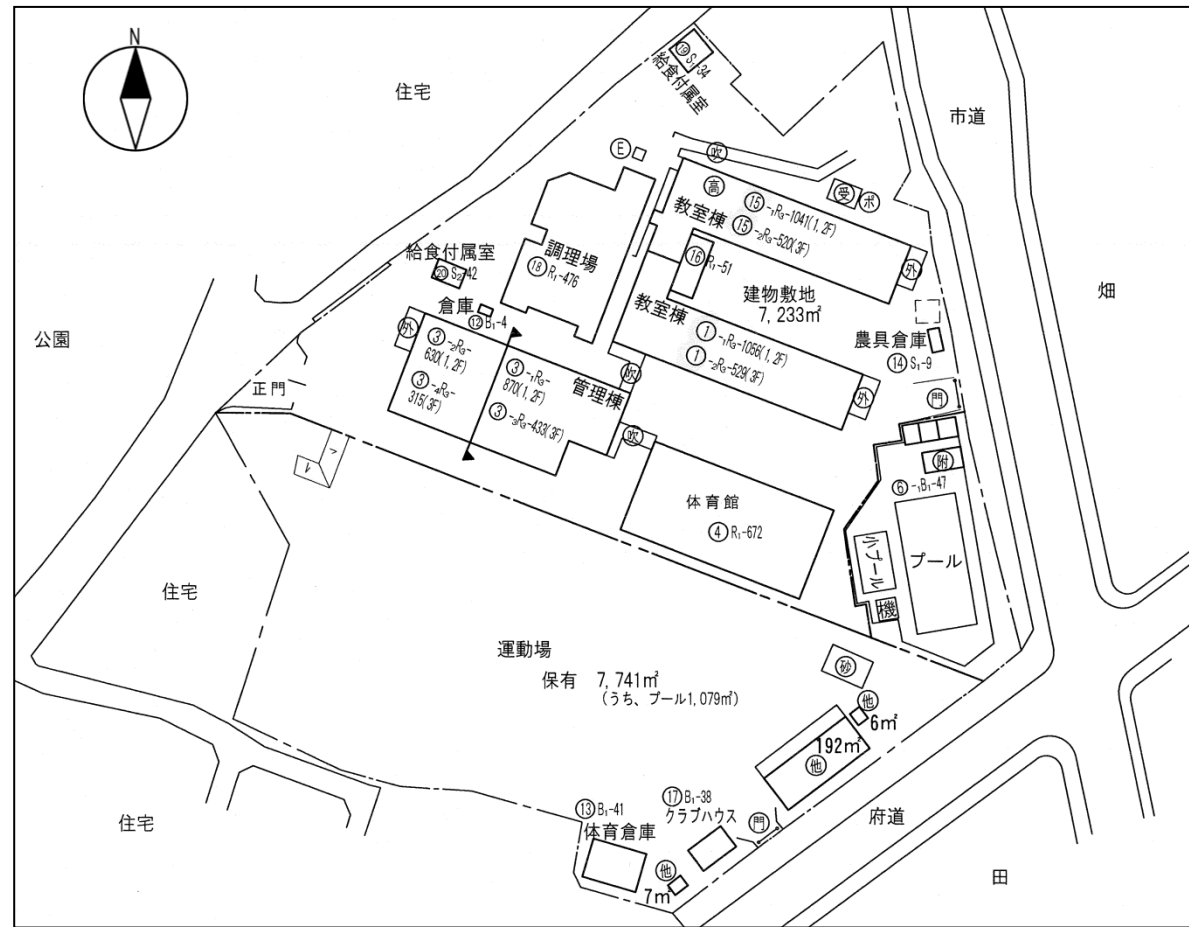 N
住宅
市道
畑
公園
⑲S₁-34
給食付属室
Ⓔ
吹
高
受
ポ
⑮-₁R₃-1041(1,2F)
教室棟
⑮-₂R₃-520(3F)
外
給食付属室
⑳S₂-42
調理場
⑱R₁-476
⑯R₁-51
建物敷地
7,233㎡
倉庫
⑫B₁-4
教室棟
①-₁R₃-1056(1,2F)
①-₂R₃-529(3F)
農具倉庫
⑭S₁-9
外
③-₂R₃-
630(1,2F)
③-₄R₃-
315(3F)
③-₁R₃-
870(1,2F)
③-₃R₃-433(3F)
管理棟
吹
吹
外
門
正門
附
⑥-₁B₁-47
体育館
④R₁-672
小プール
プール
機
住宅
運動場
保有 7,741㎡
(うち、プール1,079㎡)
砂
他
6㎡
192㎡
他
⑬B₁-41
体育倉庫
⑰B₁-38
クラブハウス
門
府道
住宅
他
7㎡
田